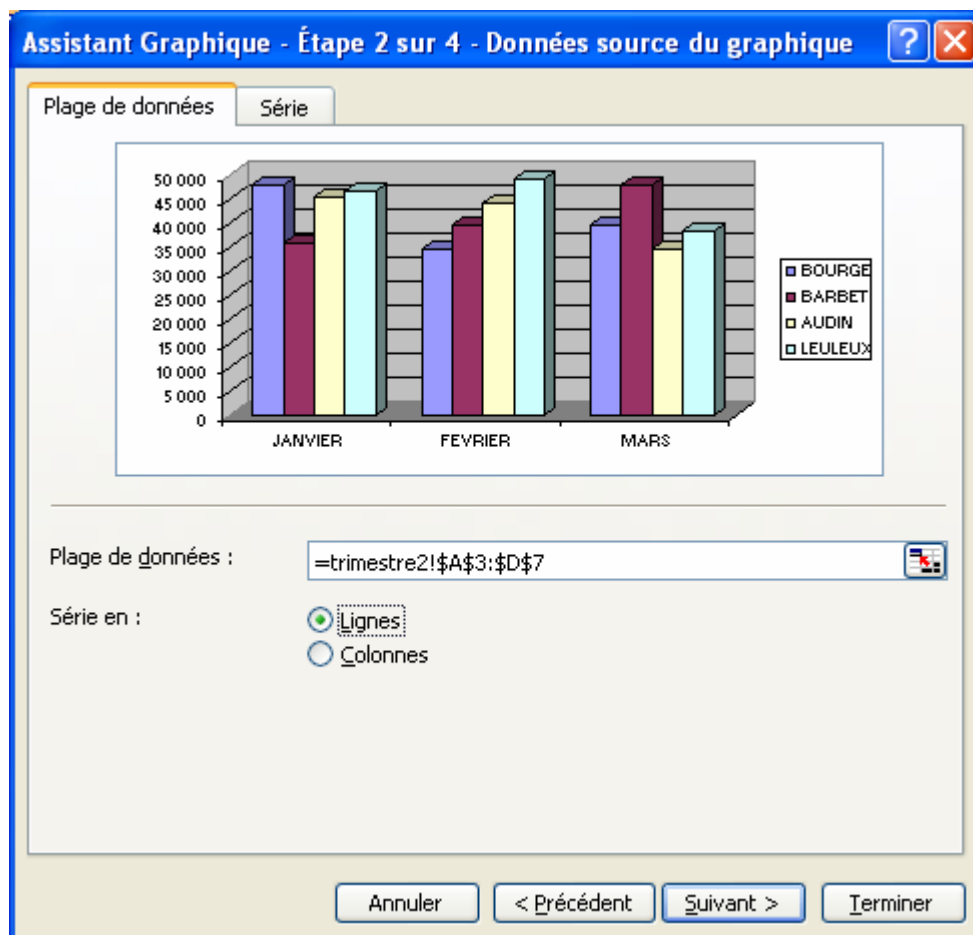 Assistant Graphique - Étape 2 sur 4 - Données source du graphique
Plage de données
Série
50 000
45 000
40 000
35 000
30 000
25 000
20 000
15 000
10 000
5 000
0
JANVIER
FEVRIER
MARS
BOURGE
BARBET
AUDIN
LEULEUX
Plage de données :
=trimestre2!$A$3:$D$7
Série en :
Lignes
Colonnes
Annuler
< Précédent
Suivant >
Terminer